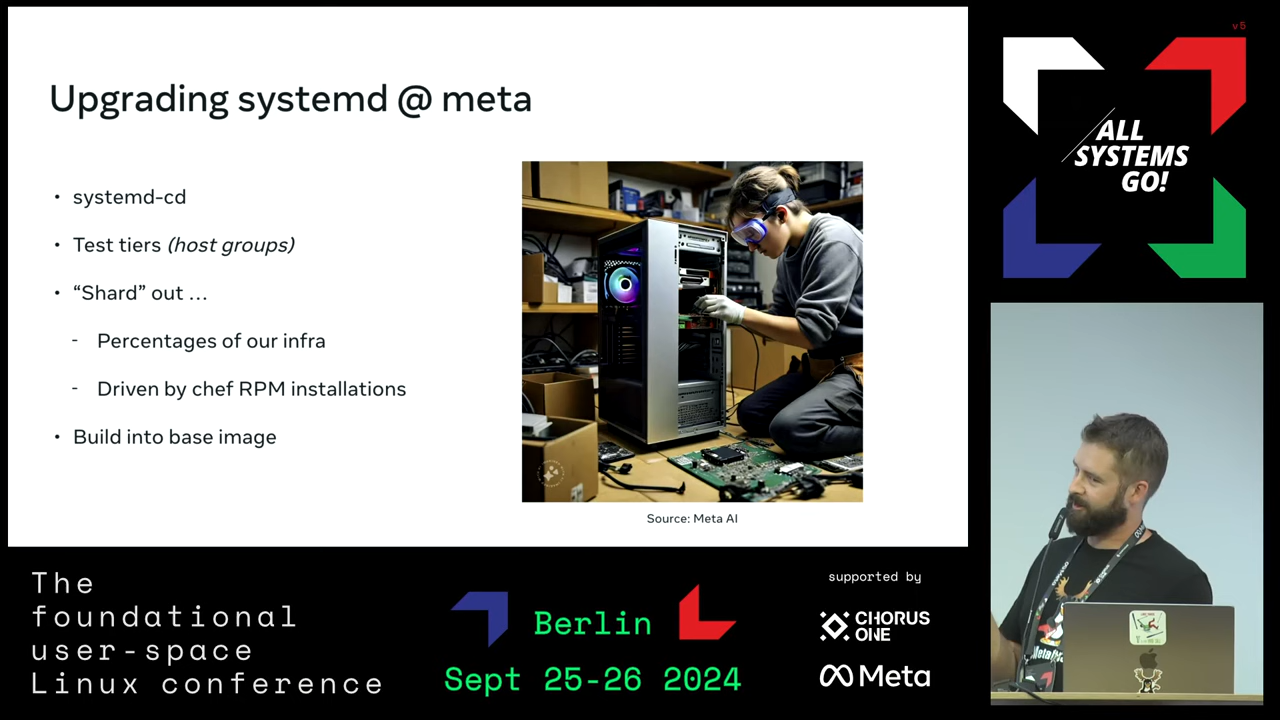 Upgrading systemd @ meta
• systemd-cd
• Test tiers (host groups)
• “Shard” out …
- Percentages of our infra
- Driven by chef RPM installations
• Build into base image
Source: Meta AI
v5
ALL
SYSTEMS
GO!
The
foundational
user-space
Linux conference
Berlin
Sept 25-26 2024
supported by
CHORUS
ONE
Meta